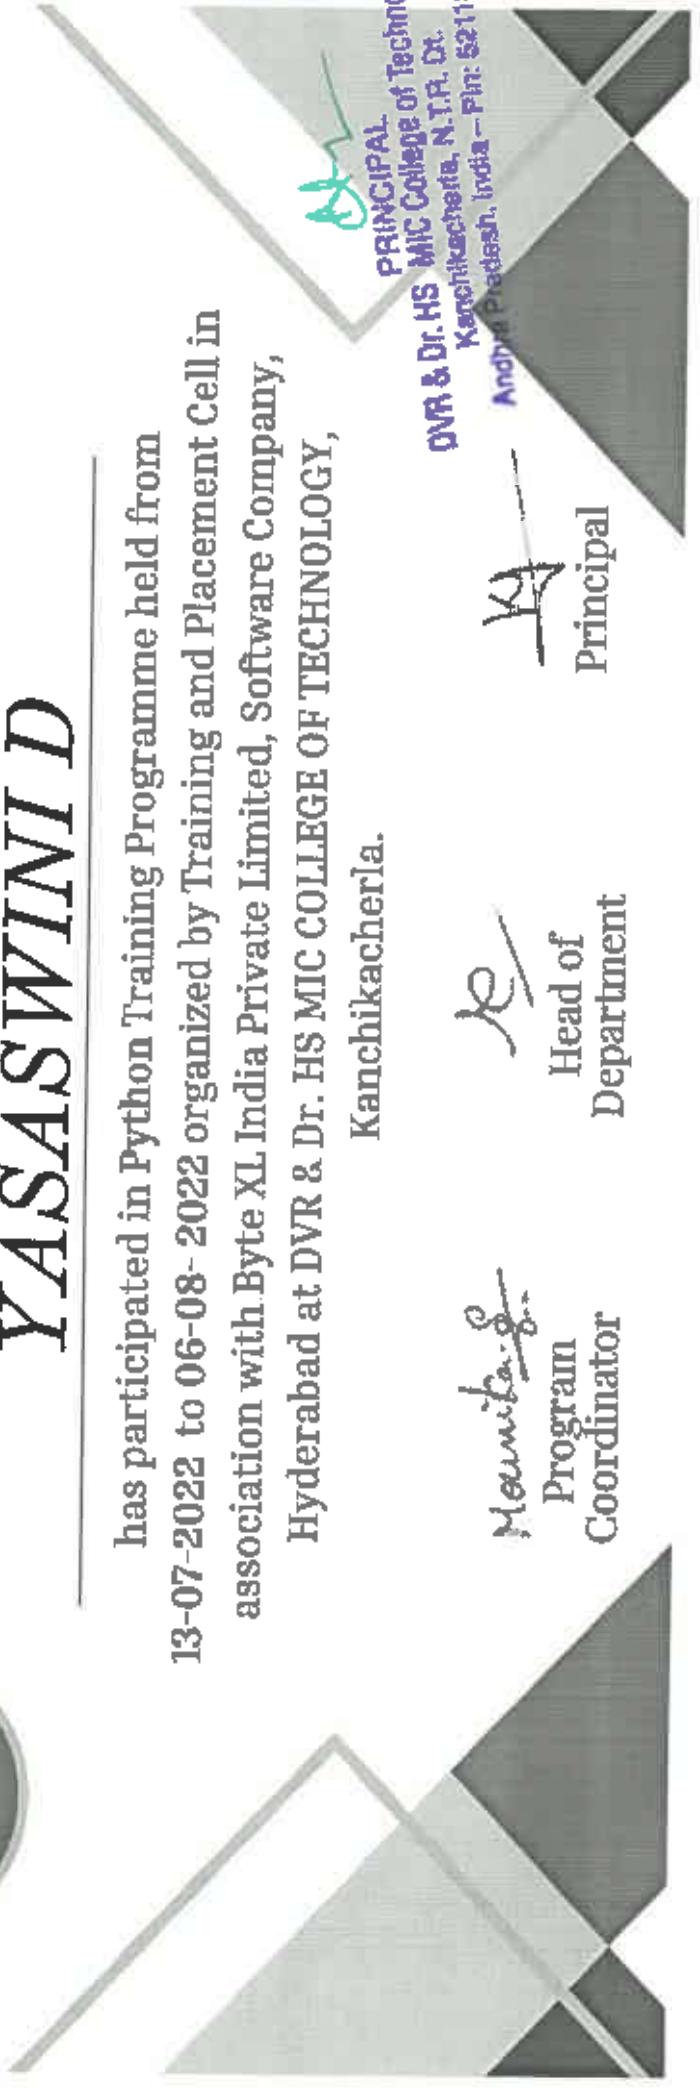 YASASWINI D
has participated in Python Training Programme held from
13-07-2022 to 06-08- 2022 organized by Training and Placement Cell in
association with Byte XL India Private Limited, Software Company,
Hyderabad at DVR & Dr. HS MIC COLLEGE OF TECHNOLOGY,
Kanchikacherla.
Mounika.G.
Program
Coordinator
Head of
Department
Principal
PRINCIPAL
DVR & Dr. HS MIC College of
Kanchikacherla, N.T.R. Dt.
Andhra Pradesh, India – Pin: